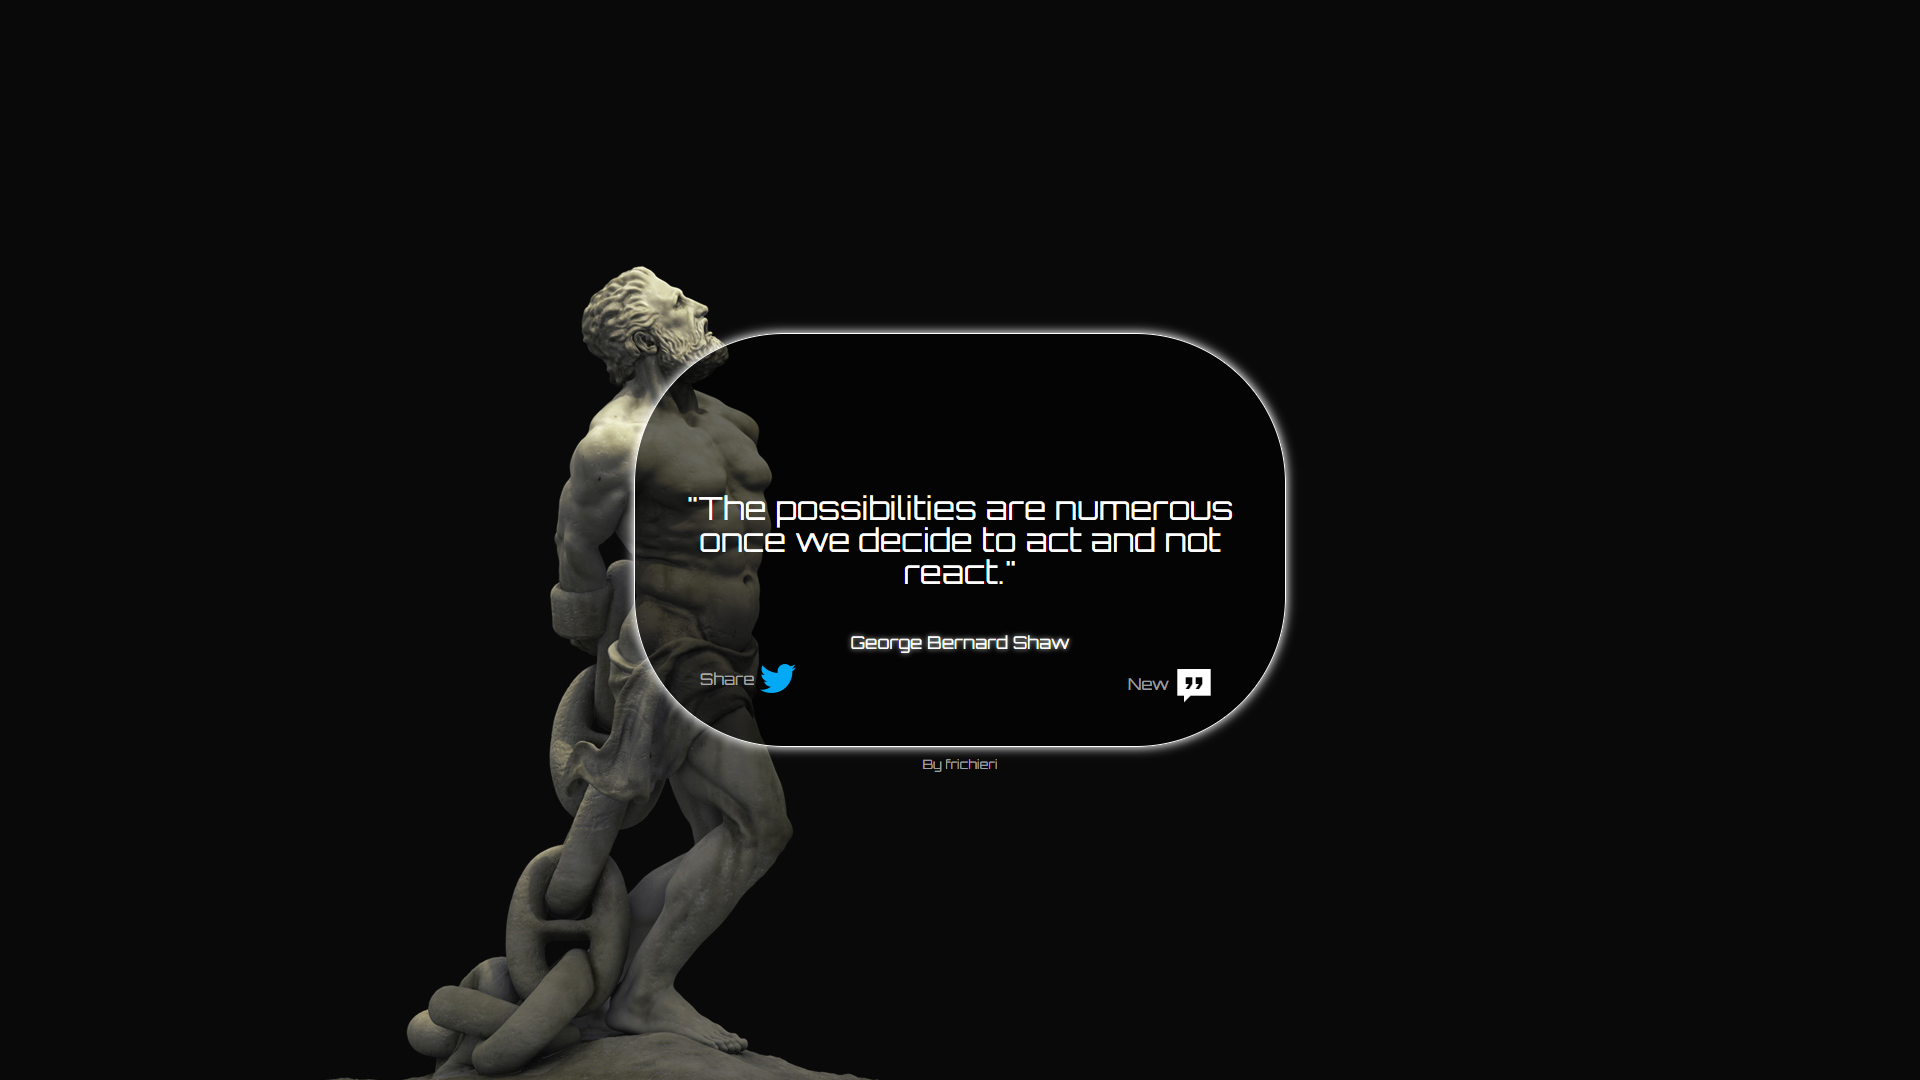 "The possibilities are numerous
once we decide to act and not
react."
George Bernard Shaw
Share
New
By frichieri